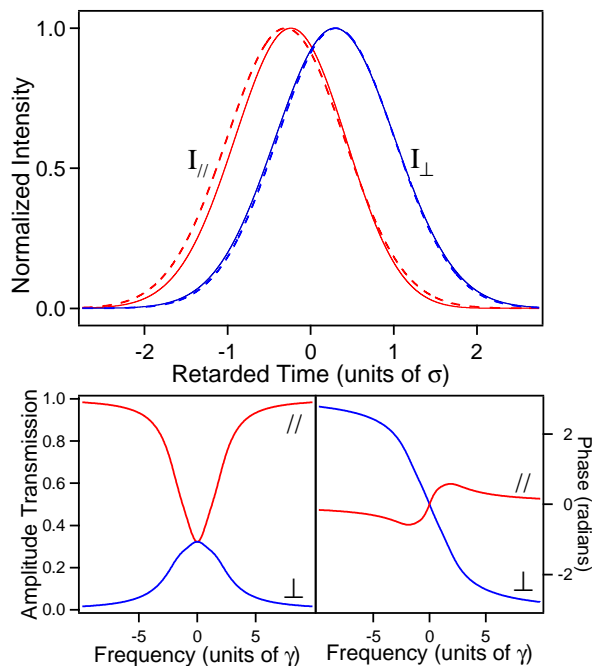 1.0
0.5
0.0
Normalized Intensity
I//
I⊥
-2 -1 0 1 2
Retarded Time (units of σ)
1.0
0.8
0.6
0.4
0.2
0.0
Amplitude Transmission
//
⊥
-5 0 5
Frequency (units of γ)
//
⊥
2
0
-2
Phase (radians)
-5 0 5
Frequency (units of γ)